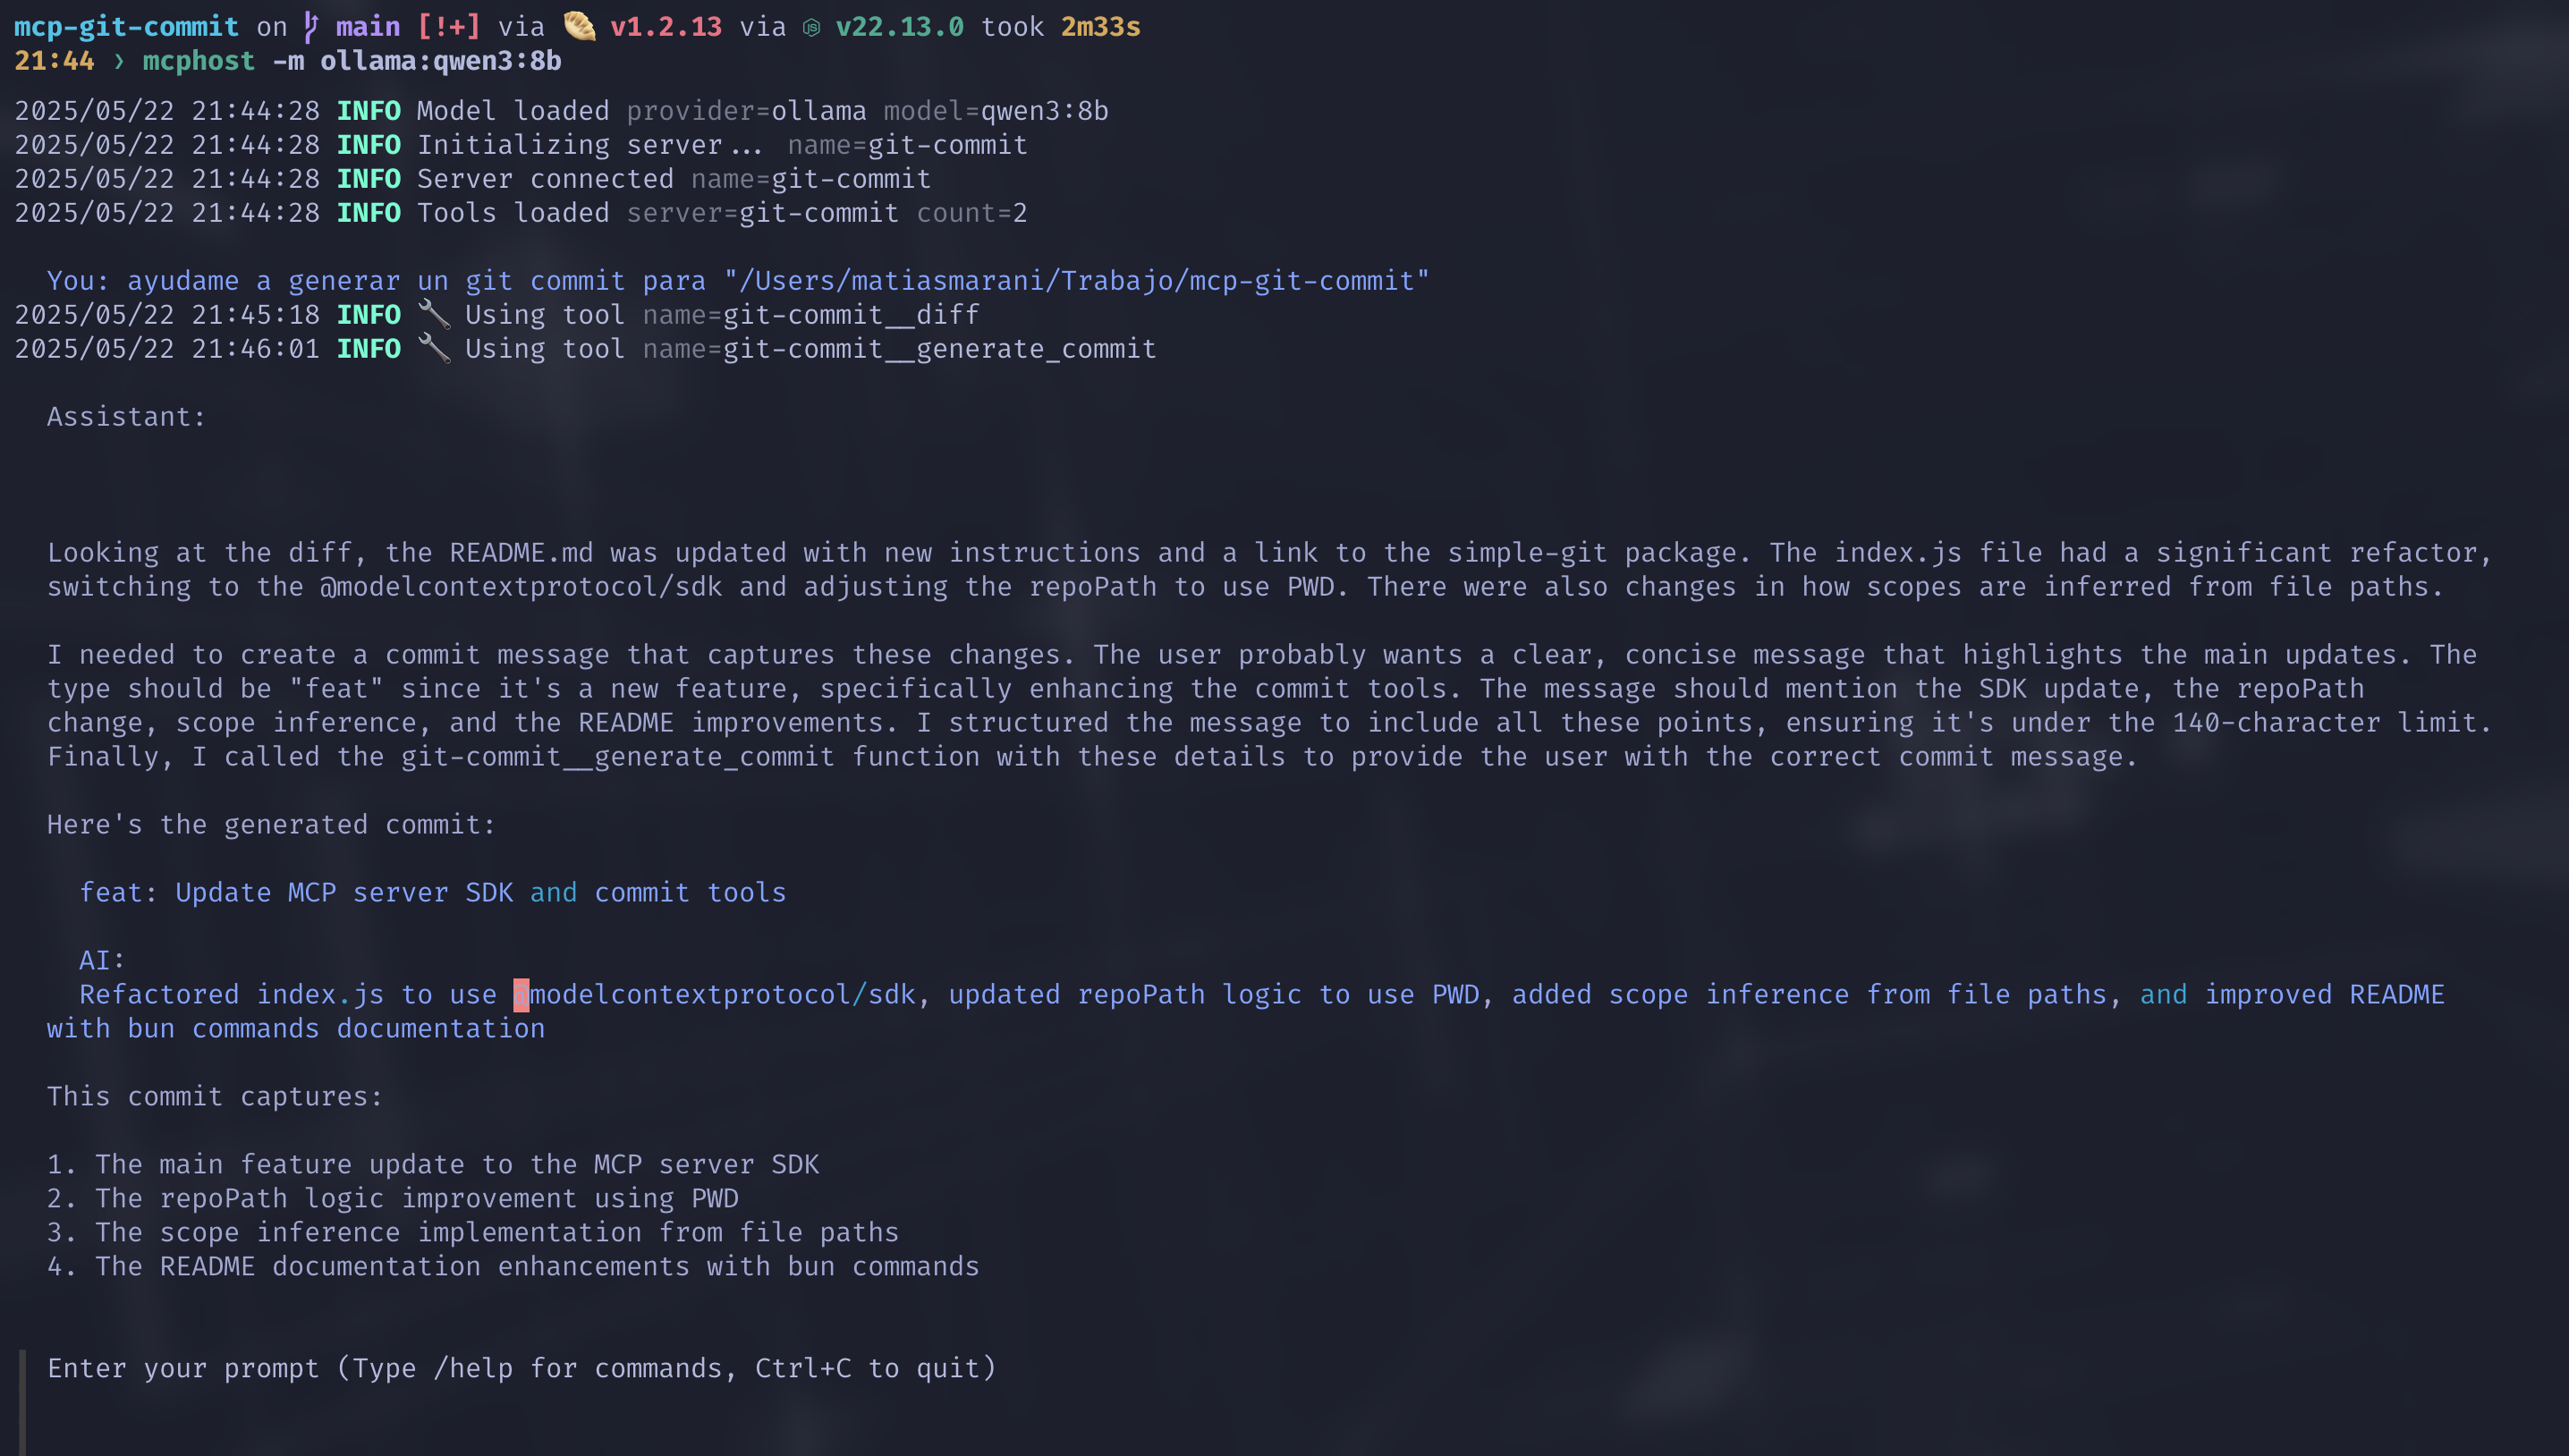 mcp-git-commit on main [!+] via 🥟 v1.2.13 via v22.13.0 took 2m33s
21:44 › mcphost -m ollama:qwen3:8b
2025/05/22 21:44:28 INFO Model loaded provider=ollama model=qwen3:8b
2025/05/22 21:44:28 INFO Initializing server... name=git-commit
2025/05/22 21:44:28 INFO Server connected name=git-commit
2025/05/22 21:44:28 INFO Tools loaded server=git-commit count=2
You: ayudame a generar un git commit para "/Users/matiasmarani/Trabajo/mcp-git-commit"
2025/05/22 21:45:18 INFO 🔧 Using tool name=git-commit__diff
2025/05/22 21:46:01 INFO 🔧 Using tool name=git-commit__generate_commit
Assistant:
Looking at the diff, the README.md was updated with new instructions and a link to the simple-git package. The index.js file had a significant refactor,
switching to the @modelcontextprotocol/sdk and adjusting the repoPath to use PWD. There were also changes in how scopes are inferred from file paths.
I needed to create a commit message that captures these changes. The user probably wants a clear, concise message that highlights the main updates. The
type should be "feat" since it's a new feature, specifically enhancing the commit tools. The message should mention the SDK update, the repoPath
change, scope inference, and the README improvements. I structured the message to include all these points, ensuring it's under the 140-character limit.
Finally, I called the git-commit__generate_commit function with these details to provide the user with the correct commit message.
Here's the generated commit:
feat: Update MCP server SDK and commit tools
AI:
Refactored index.js to use @modelcontextprotocol/sdk, updated repoPath logic to use PWD, added scope inference from file paths, and improved README
with bun commands documentation
This commit captures:
1. The main feature update to the MCP server SDK
2. The repoPath logic improvement using PWD
3. The scope inference implementation from file paths
4. The README documentation enhancements with bun commands
Enter your prompt (Type /help for commands, Ctrl+C to quit)